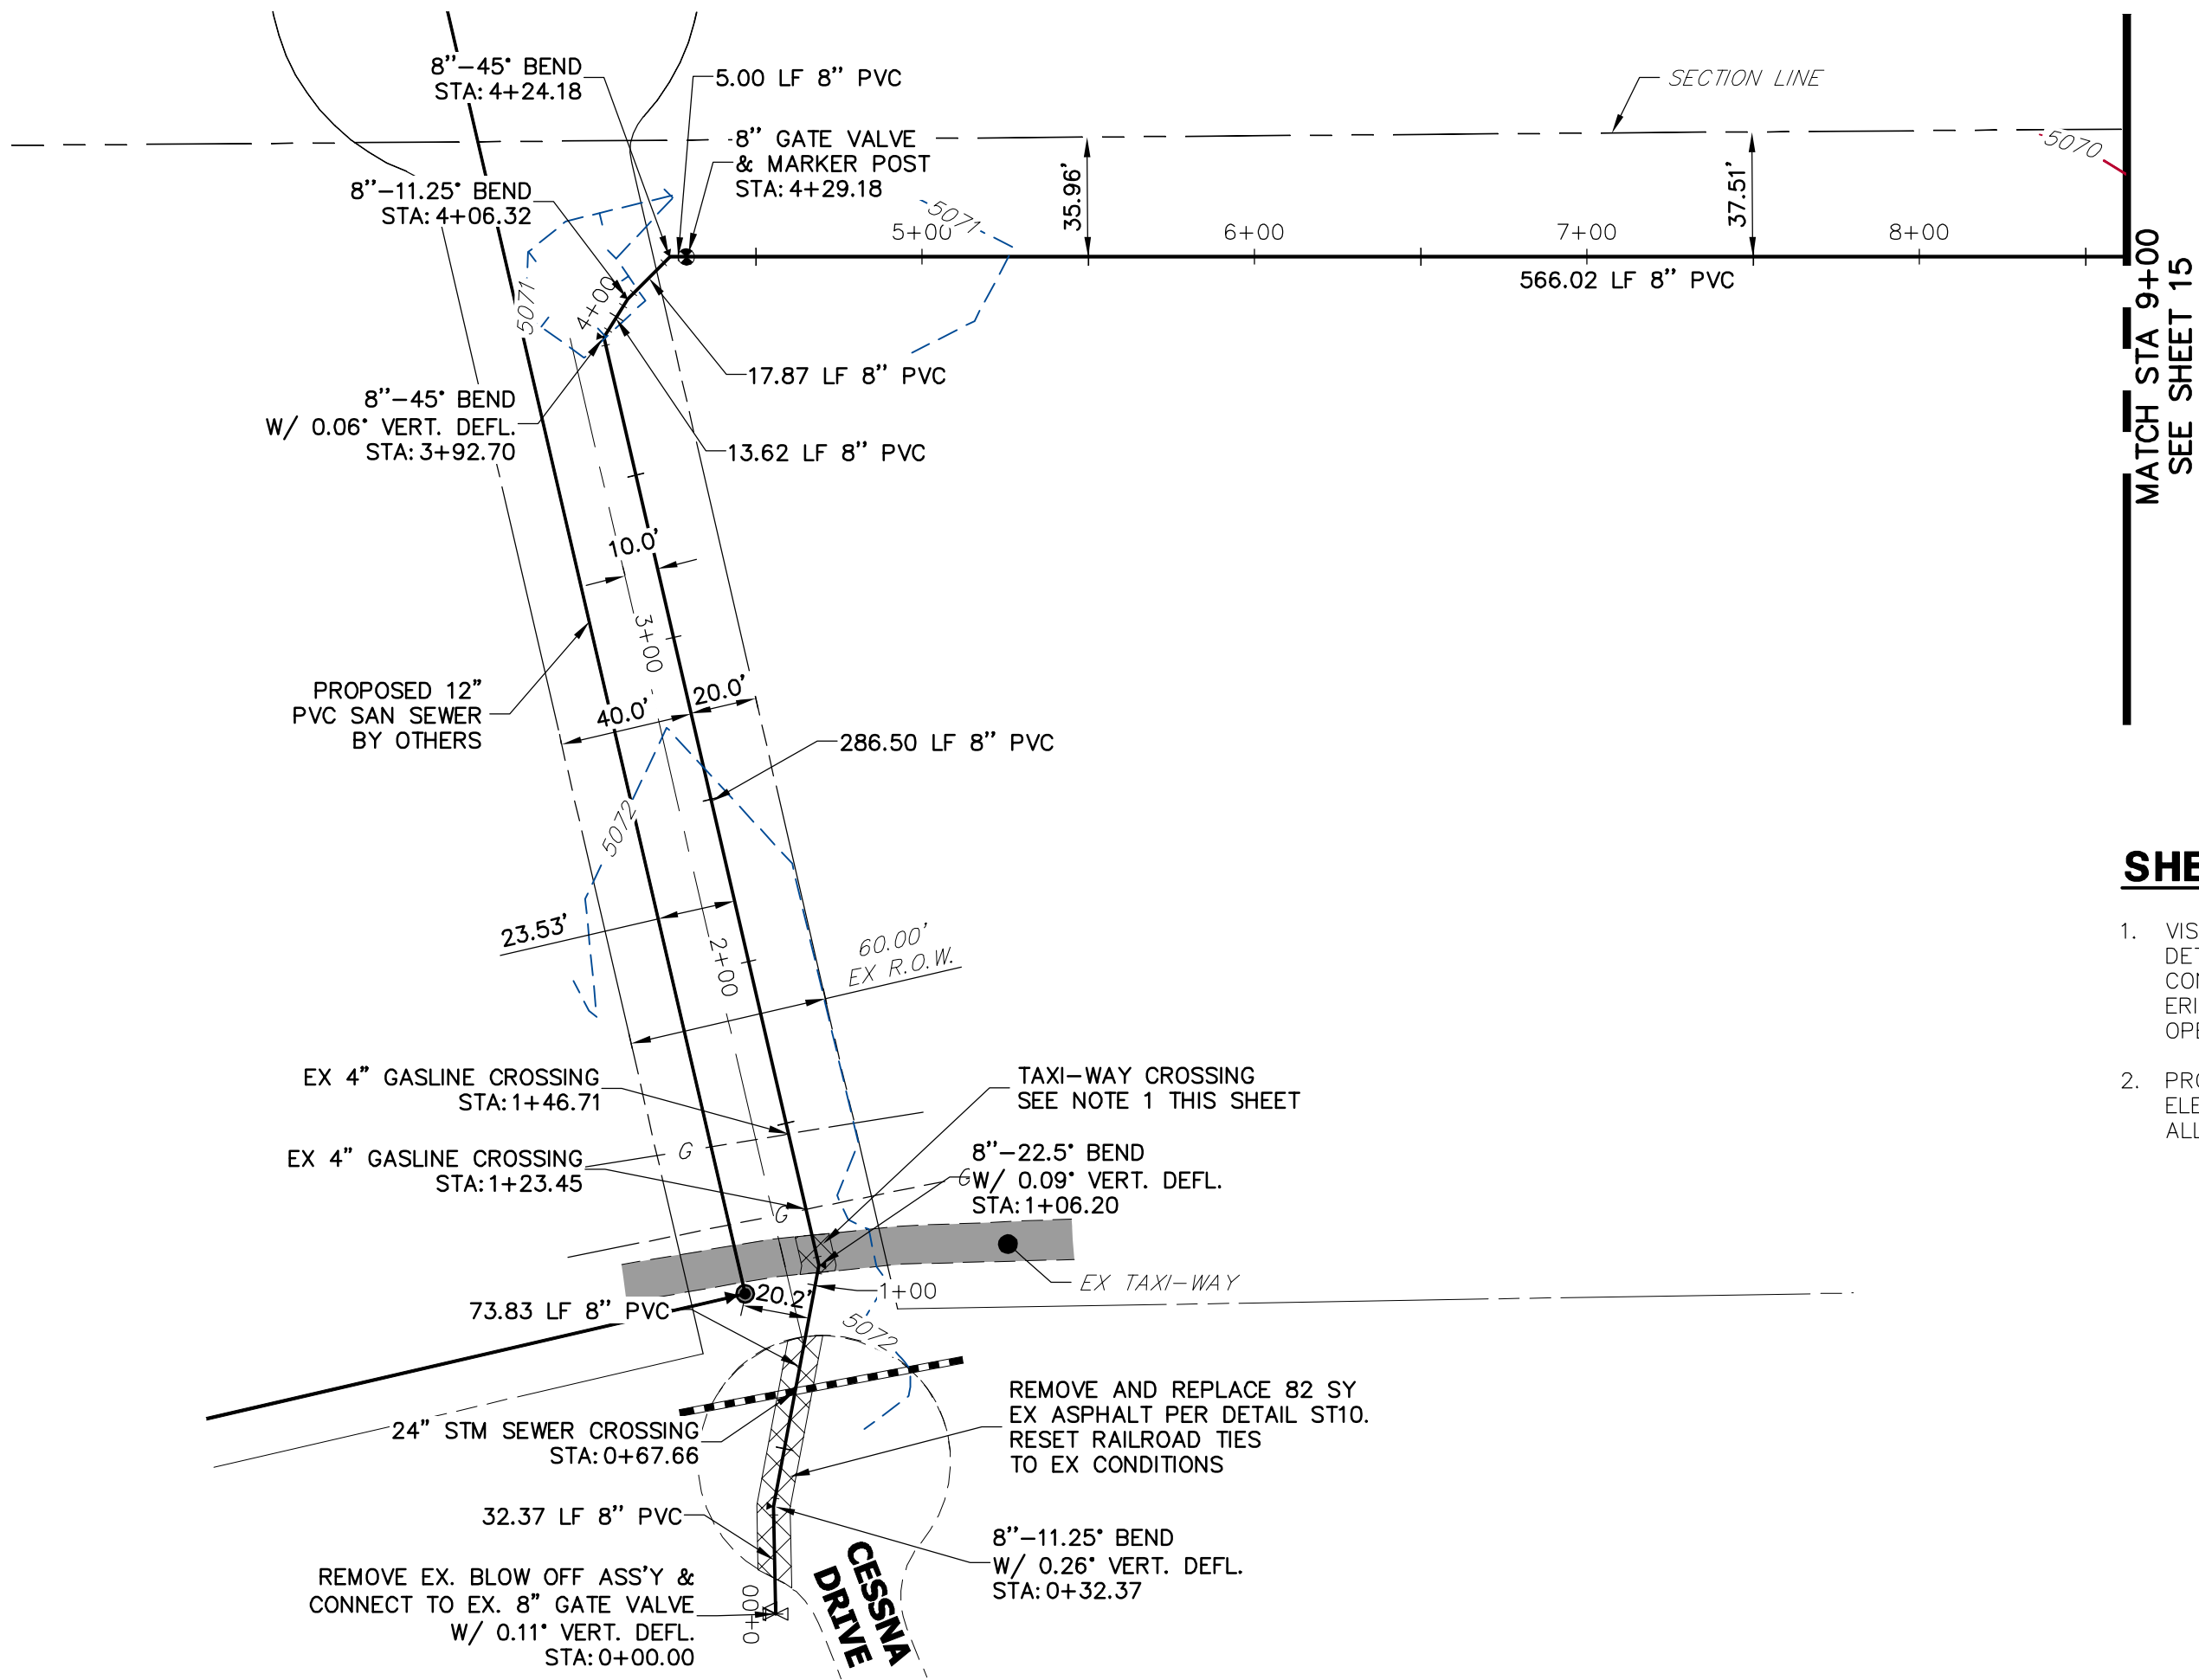 8"-45° BEND
STA: 4+24.18
5.00 LF 8" PVC
SECTION LINE
8" GATE VALVE
& MARKER POST
STA: 4+29.18
5070
8"-11.25° BEND
STA: 4+06.32
35.96'
37.51'
5071
5+00
6+00
7+00
8+00
566.02 LF 8" PVC
MATCH STA 9+00
SEE SHEET 15
5071
4+00
17.87 LF 8" PVC
8"-45° BEND
W/ 0.06° VERT. DEFL.
STA: 3+92.70
13.62 LF 8" PVC
10.0'
3+00
PROPOSED 12"
PVC SAN SEWER
BY OTHERS
20.0'
40.0'
286.50 LF 8" PVC
5072
SHE
23.53'
2+00
60.00'
EX R.O.W.
1. VIS
DET
CON
ERI
OPE
2. PRO
ELE
ALL
EX 4" GASLINE CROSSING
STA: 1+46.71
TAXI-WAY CROSSING
SEE NOTE 1 THIS SHEET
G
EX 4" GASLINE CROSSING
STA: 1+23.45
8"-22.5° BEND
W/ 0.09° VERT. DEFL.
STA: 1+06.20
G
G
EX TAXI-WAY
1+00
20.2'
73.83 LF 8" PVC
5072
REMOVE AND REPLACE 82 SY
EX ASPHALT PER DETAIL ST10.
RESET RAILROAD TIES
TO EX CONDITIONS
24" STM SEWER CROSSING
STA: 0+67.66
32.37 LF 8" PVC
8"-11.25° BEND
W/ 0.26° VERT. DEFL.
STA: 0+32.37
REMOVE EX. BLOW OFF ASS'Y &
CONNECT TO EX. 8" GATE VALVE
W/ 0.11° VERT. DEFL.
STA: 0+00.00
0+00
CESSNA
DRIVE